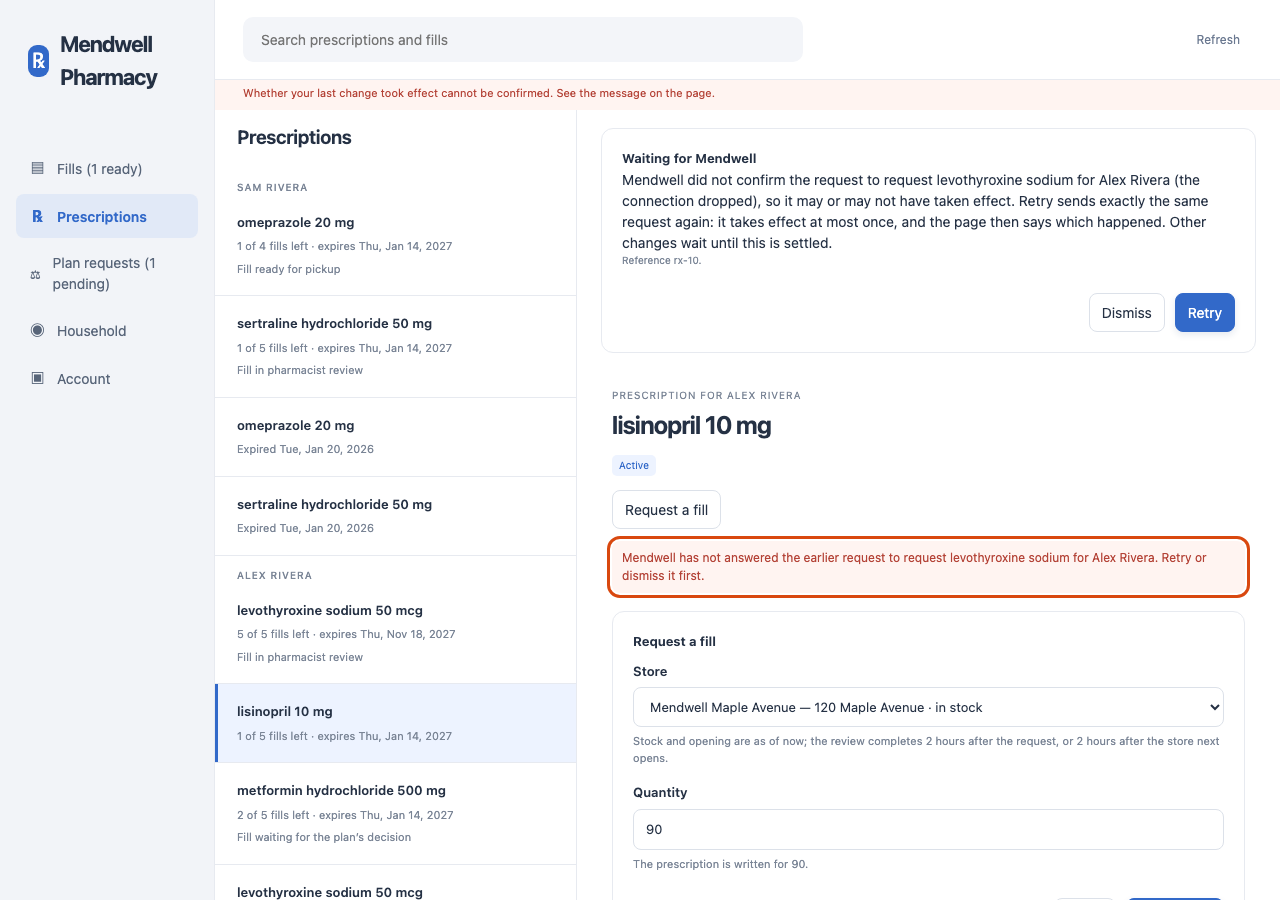 Mendwell
Pharmacy
Fills (1 ready)
Prescriptions
Plan requests (1
pending)
Household
Account
Search prescriptions and fills
Refresh
Whether your last change took effect cannot be confirmed. See the message on the page.
Prescriptions
SAM RIVERA
omeprazole 20 mg
1 of 4 fills left · expires Thu, Jan 14, 2027
Fill ready for pickup
sertraline hydrochloride 50 mg
1 of 5 fills left · expires Thu, Jan 14, 2027
Fill in pharmacist review
omeprazole 20 mg
Expired Tue, Jan 20, 2026
sertraline hydrochloride 50 mg
Expired Tue, Jan 20, 2026
ALEX RIVERA
levothyroxine sodium 50 mcg
5 of 5 fills left · expires Thu, Nov 18, 2027
Fill in pharmacist review
lisinopril 10 mg
1 of 5 fills left · expires Thu, Jan 14, 2027
metformin hydrochloride 500 mg
2 of 5 fills left · expires Thu, Jan 14, 2027
Fill waiting for the plan’s decision
levothyroxine sodium 50 mcg
Waiting for Mendwell
Mendwell did not confirm the request to request levothyroxine sodium for Alex Rivera (the
connection dropped), so it may or may not have taken effect. Retry sends exactly the same
request again: it takes effect at most once, and the page then says which happened. Other
changes wait until this is settled.
Reference rx-10.
Dismiss
Retry
PRESCRIPTION FOR ALEX RIVERA
lisinopril 10 mg
Active
Request a fill
Mendwell has not answered the earlier request to request levothyroxine sodium for Alex Rivera. Retry or
dismiss it first.
Request a fill
Store
Mendwell Maple Avenue — 120 Maple Avenue · in stock
Stock and opening are as of now; the review completes 2 hours after the request, or 2 hours after the store next
opens.
Quantity
90
The prescription is written for 90.